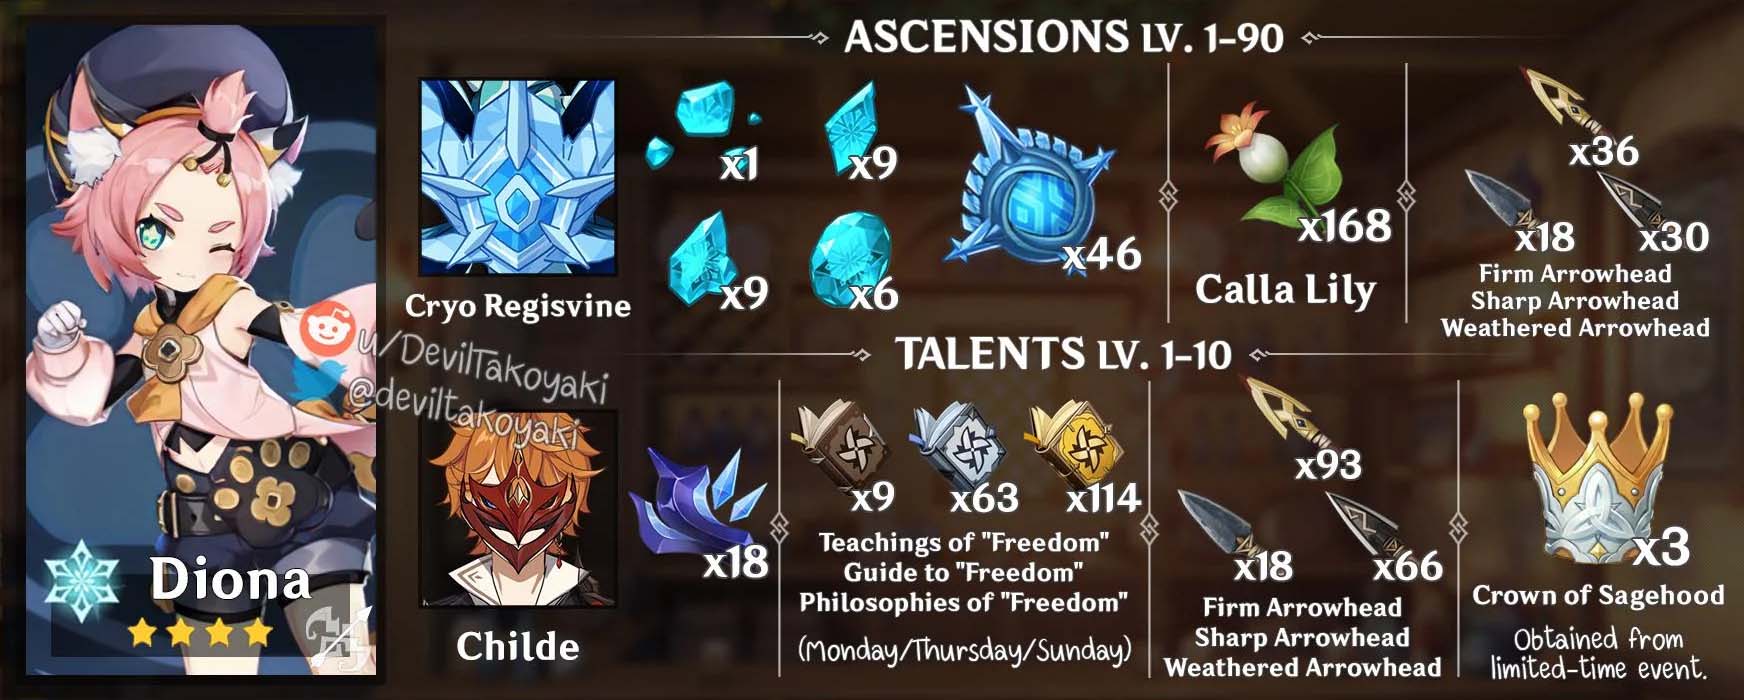 ASCENSIONS LV. 1-90
x1
x9
x9
x6
x46
Cryo Regisvine
x168
Calla Lily
x36
x18
x30
Firm Arrowhead
Sharp Arrowhead
Weathered Arrowhead
u/DevilTakoyaki
@deviltakoyaki
TALENTS LV. 1-10
Diona
Childe
x18
x9
x63
x114
Teachings of "Freedom"
Guide to "Freedom"
Philosophies of "Freedom"
(Monday/Thursday/Sunday)
x93
x18
x66
Firm Arrowhead
Sharp Arrowhead
Weathered Arrowhead
x3
Crown of Sagehood
Obtained from
limited-time event.